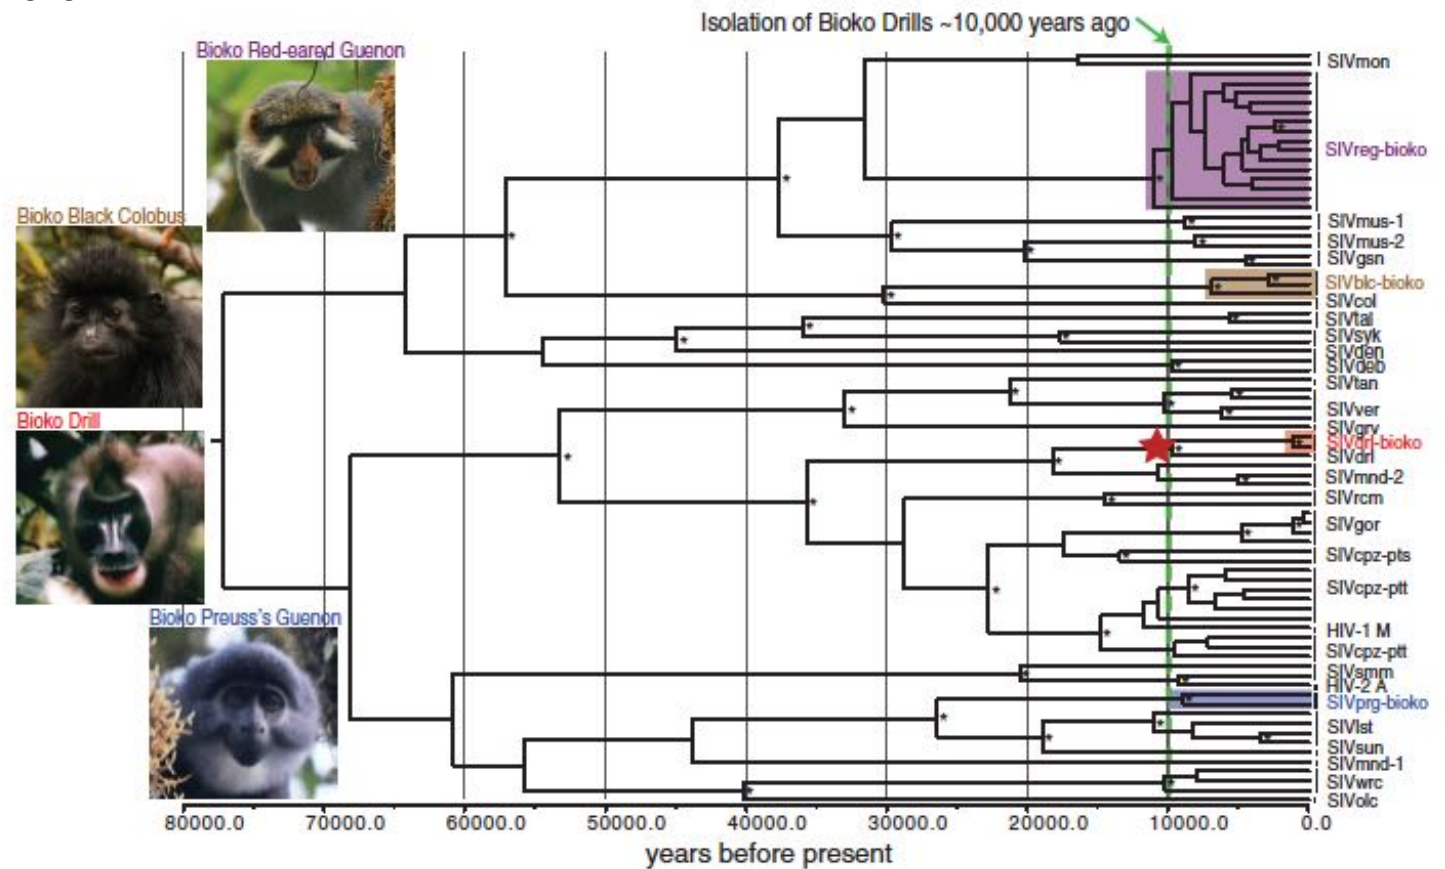 Isolation of Bioko Drills ~10,000 years ago
Bioko Red-eared Guenon
Bioko Black Colobus
Bioko Drill
Bioko Preuss's Guenon
SIVmon
SIVreg-bioko
SIVmus-1
SIVmus-2
SIVgsn
SIVblc-bioko
SIVcol
SIVtal
SIVsyk
SIVden
SIVdeb
SIVtan
SIVver
SIVgrv
SIVdrl-bioko
SIVdrl
SIVmnd-2
SIVrcm
SIVgor
SIVcpz-pts
SIVcpz-ptt
HIV-1 M
SIVcpz-ptt
SIVsmm
HIV-2 A
SIVprg-bioko
SIVlst
SIVsun
SIVmnd-1
SIVwrc
SIVolc
80000.0 70000.0 60000.0 50000.0 40000.0 30000.0 20000.0 10000.0 0.0
years before present